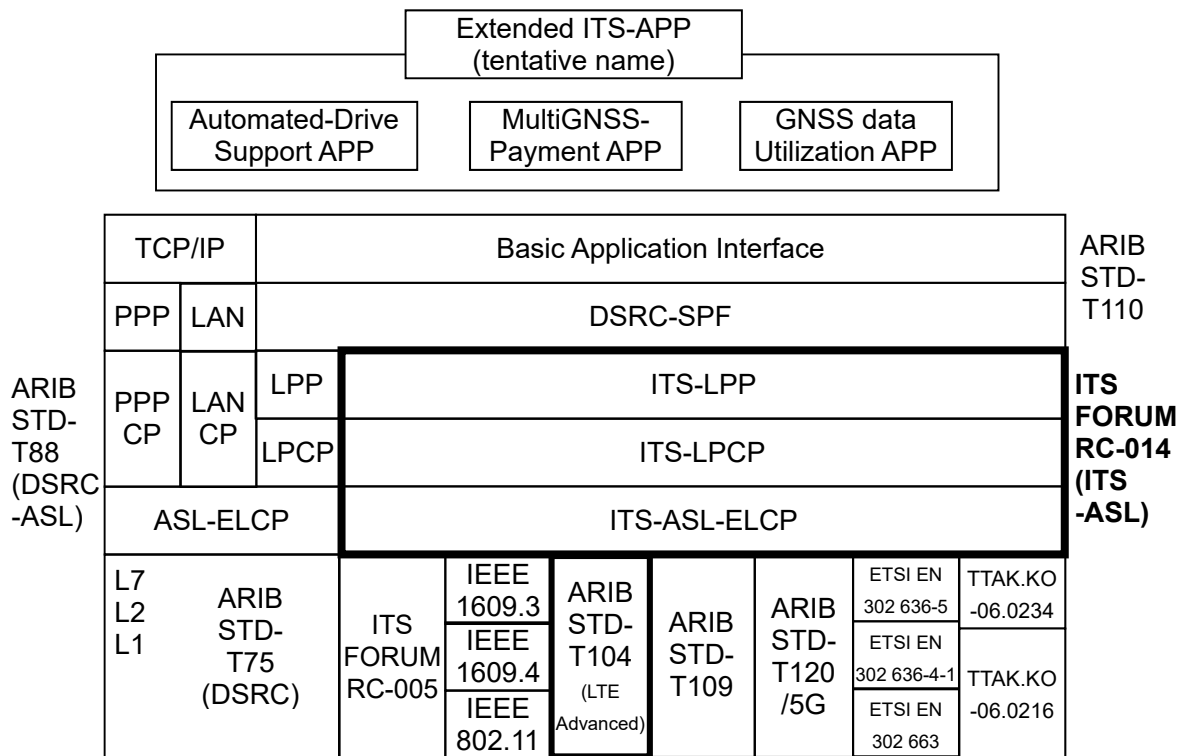 Extended ITS-APP
(tentative name)
Automated-Drive
Support APP
MultiGNSS-
Payment APP
GNSS data
Utilization APP
TCP/IP
Basic Application Interface
ARIB
STD-
T110
PPP
LAN
DSRC-SPF
ARIB
STD-
T88
(DSRC
-ASL)
PPP
CP
LAN
CP
LPP
ITS-LPP
LPCP
ITS-LPCP
ITS
FORUM
RC-014
(ITS
-ASL)
ASL-ELCP
ITS-ASL-ELCP
L7
L2
L1
ARIB
STD-
T75
(DSRC)
ITS
FORUM
RC-005
IEEE
1609.3
IEEE
1609.4
IEEE
802.11
ARIB
STD-
T104
(LTE
Advanced)
ARIB
STD-
T109
ARIB
STD-
T120
/5G
ETSI EN
302 636-5
ETSI EN
302 636-4-1
ETSI EN
302 663
TTAK.KO
-06.0234
TTAK.KO
-06.0216